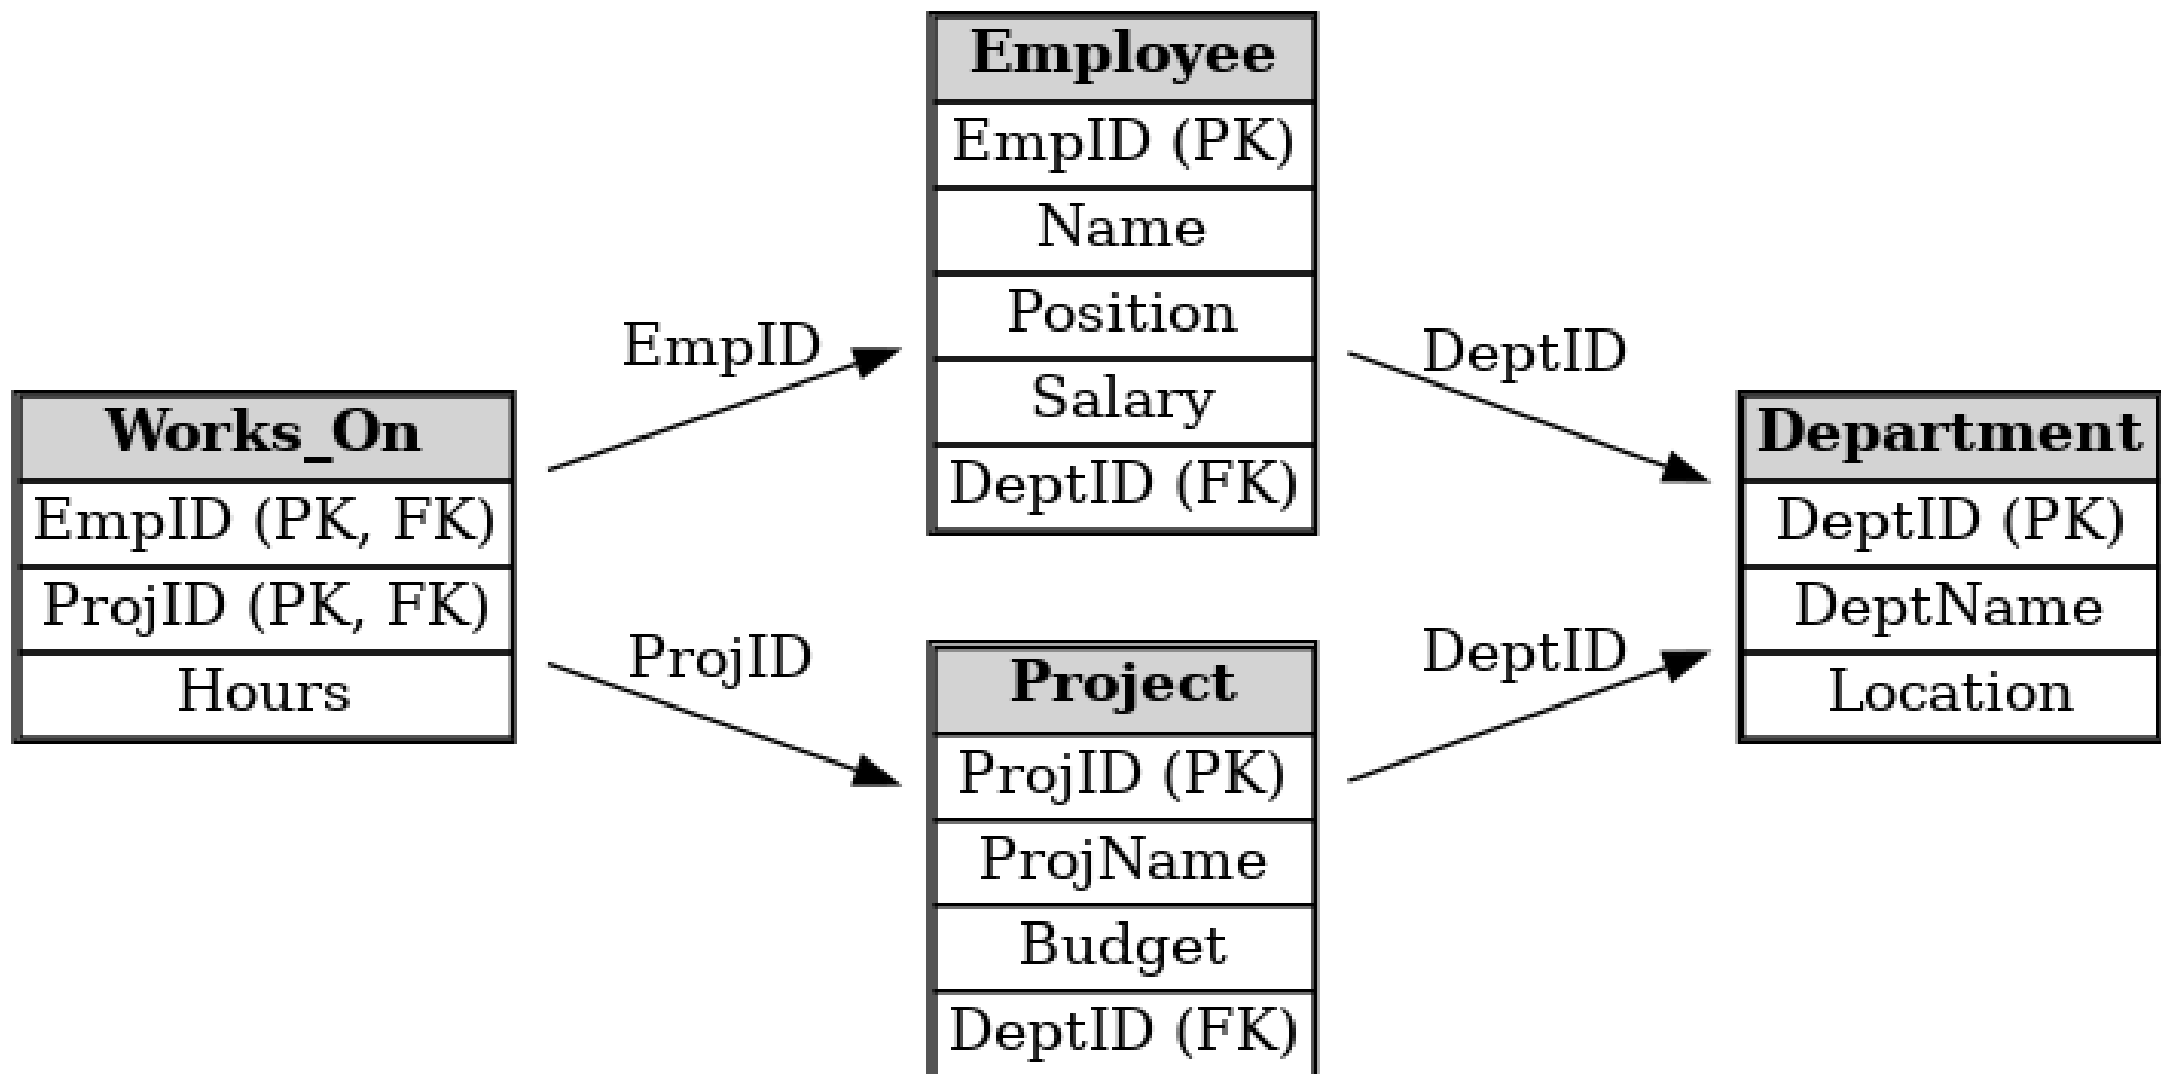 Employee
EmpID (PK)
Name
Position
Salary
DeptID (FK)
Works_On
EmpID (PK, FK)
ProjID (PK, FK)
Hours
EmpID
ProjID
Project
ProjID (PK)
ProjName
Budget
DeptID (FK)
DeptID
DeptID
Department
DeptID (PK)
DeptName
Location